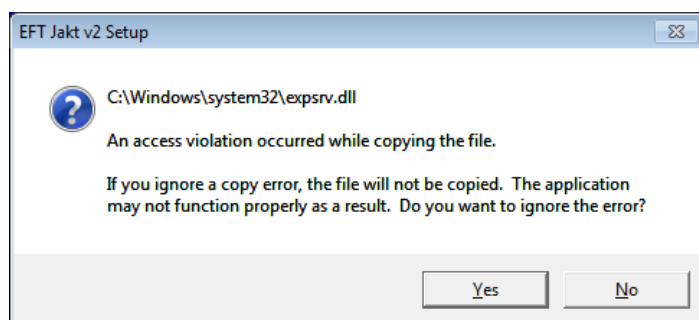 EFT Jakt v2 Setup
C:\Windows\system32\expsrv.dll
An access violation occurred while copying the file.
If you ignore a copy error, the file will not be copied.  The application
may not function properly as a result.  Do you want to ignore the error?
Yes
No